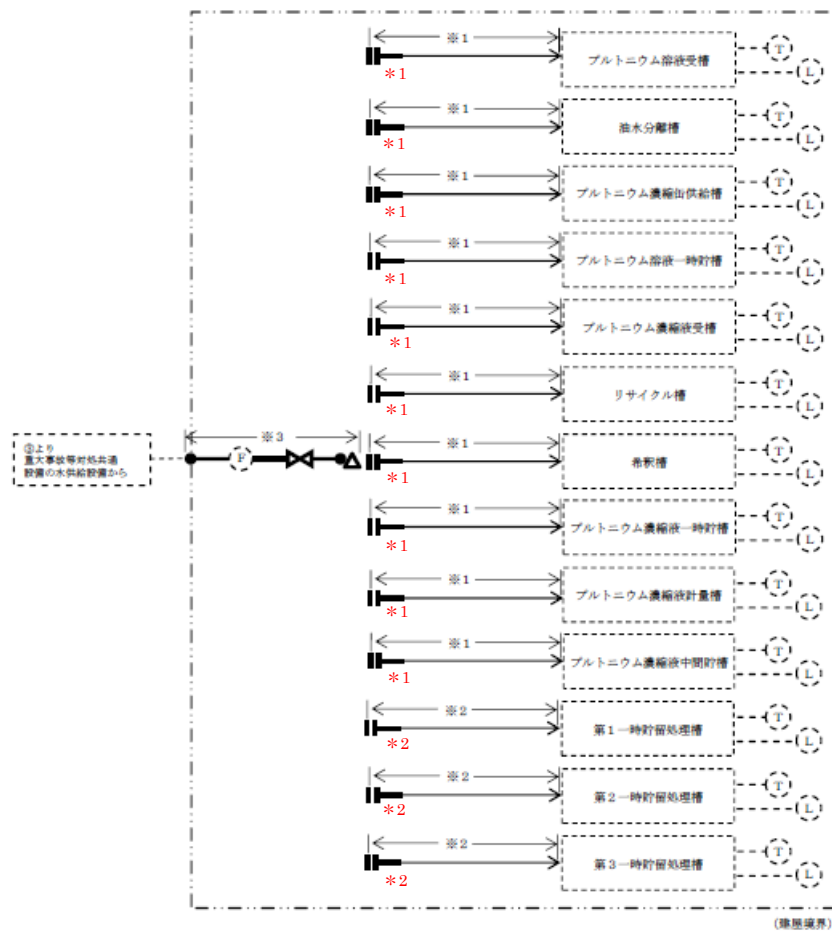 ※1
*1
プルトニウム溶液受槽
T
L
※1
*1
油水分離槽
T
L
※1
*1
プルトニウム濃縮缶供給槽
T
L
※1
*1
プルトニウム溶液一時貯槽
T
L
※1
*1
プルトニウム濃縮液受槽
T
L
※1
*1
リサイクル槽
T
L
③より
重大事故等対処共通
設備の水供給設備から
※3
F
※1
*1
希釈槽
T
L
※1
*1
プルトニウム濃縮液一時貯槽
T
L
※1
*1
プルトニウム濃縮液計量槽
T
L
※1
*1
プルトニウム濃縮液中間貯槽
T
L
※2
*2
第1一時貯留処理槽
T
L
※2
*2
第2一時貯留処理槽
T
L
※2
*2
第3一時貯留処理槽
T
L
(建屋境界)